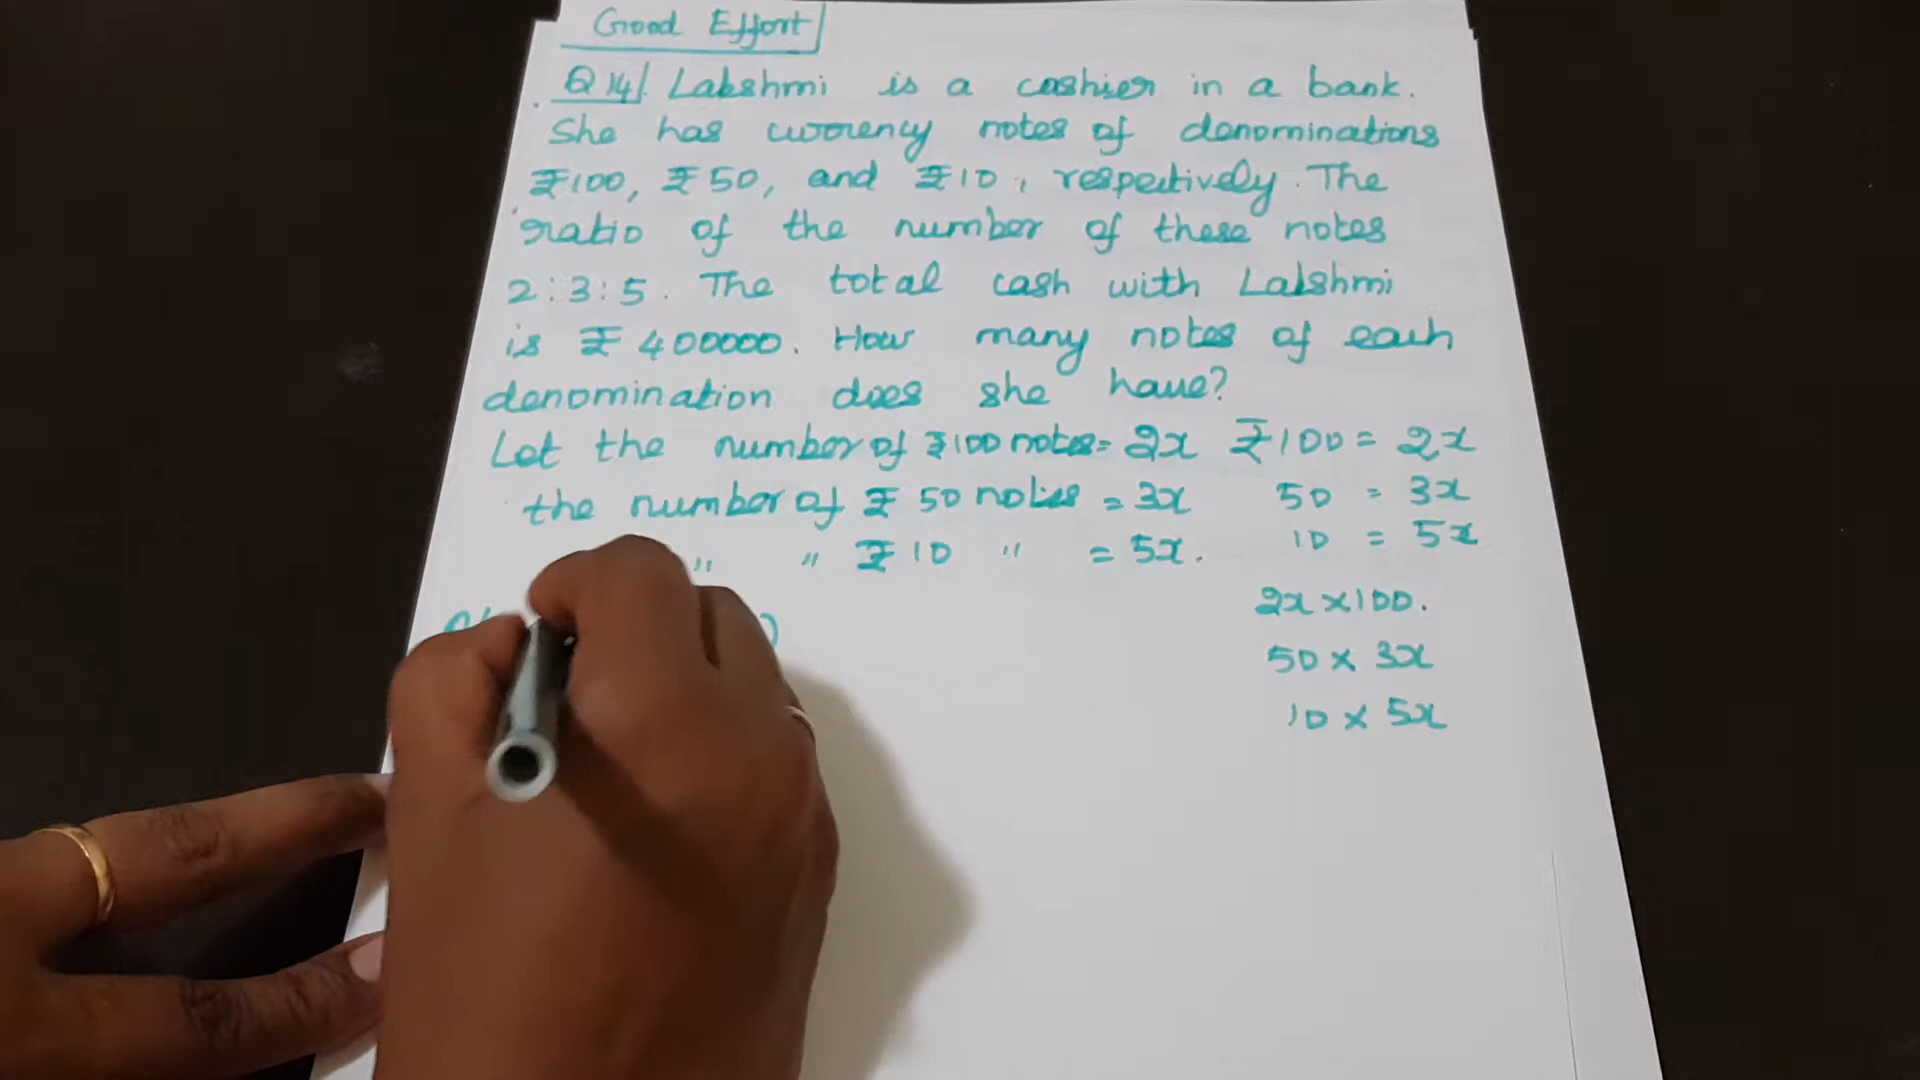 Good Effort
Q 14. Lakshmi is a cashier in a bank.
She has currency notes of denominations
₹100, ₹50, and ₹10, respectively. The
ratio of the number of these notes
2:3:5. The total cash with Lakshmi
is ₹ 400000. How many notes of each
denomination does she have?
Let the number of ₹100 notes = 2x ₹100 = 2x
the number of ₹ 50 notes = 3x 50 = 3x
" " ₹10 " = 5x. 10 = 5x
2x × 100.
50 × 3x
10 × 5x